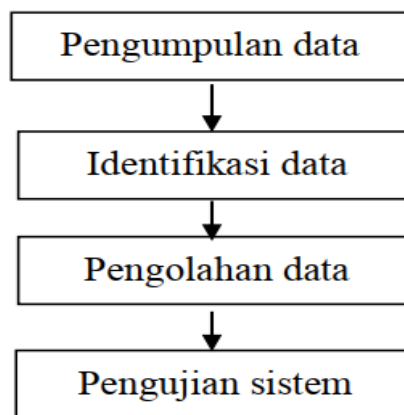 Pengumpulan data
Identifikasi data
Pengolahan data
Pengujian sistem